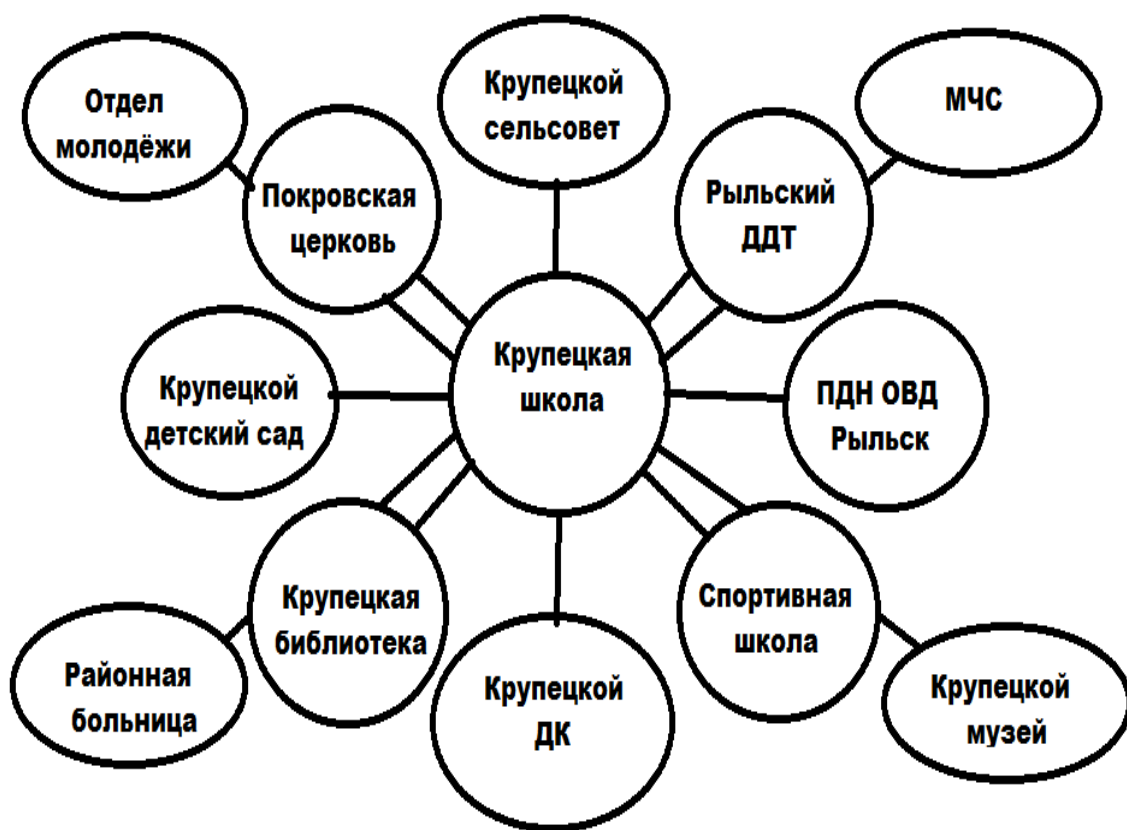 Отдел
молодёжи
Крупецкой
сельсовет
МЧС
Покровская
церковь
Рыльский
ДДТ
Крупецкая
школа
Крупецкой
детский сад
ПДН ОВД
Рыльск
Крупецкая
библиотека
Спортивная
школа
Районная
больница
Крупецкой
ДК
Крупецкой
музей